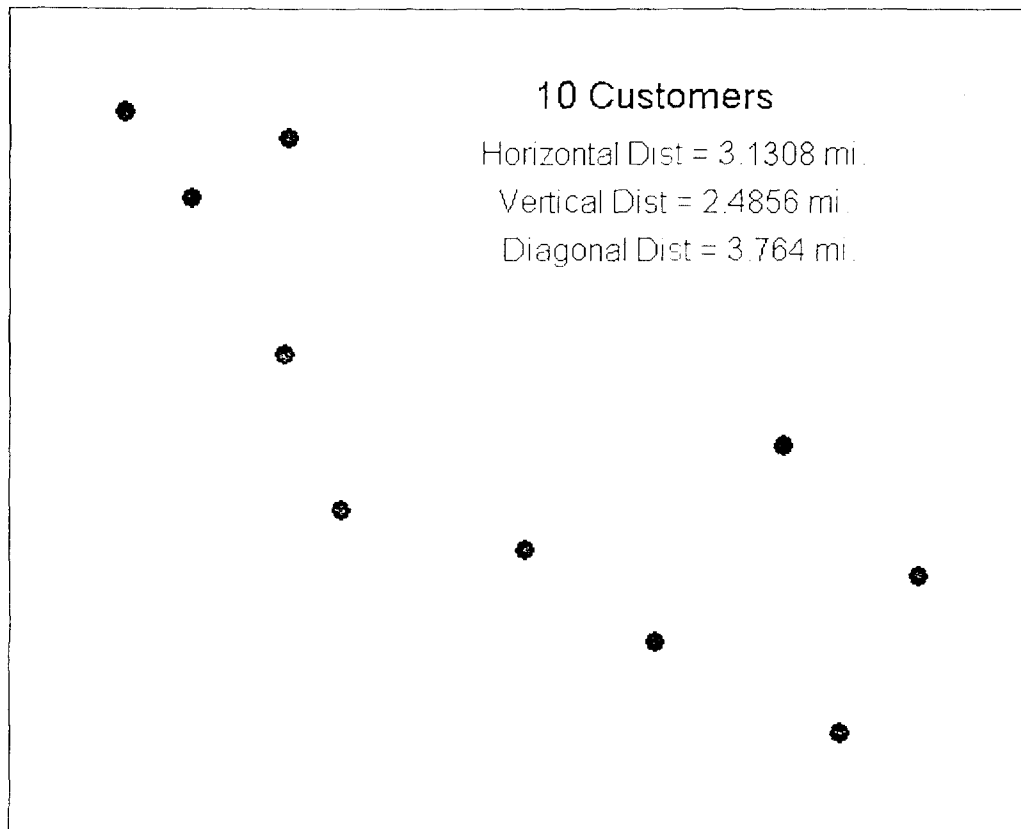 10 Customers
Horizontal Dist = 3.1308 mi.
Vertical Dist = 2.4856 mi.
Diagonal Dist = 3.764 mi.